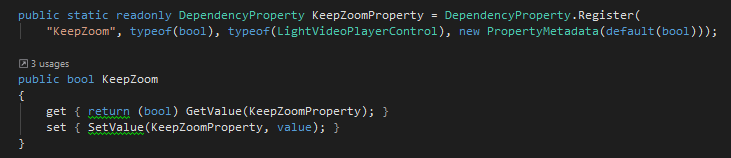 public static readonly DependencyProperty KeepZoomProperty = DependencyProperty.Register(
    "KeepZoom", typeof(bool), typeof(LightVideoPlayerControl), new PropertyMetadata(default(bool)));
3 usages
public bool KeepZoom
{
    get { return (bool) GetValue(KeepZoomProperty); }
    set { SetValue(KeepZoomProperty, value); }
}